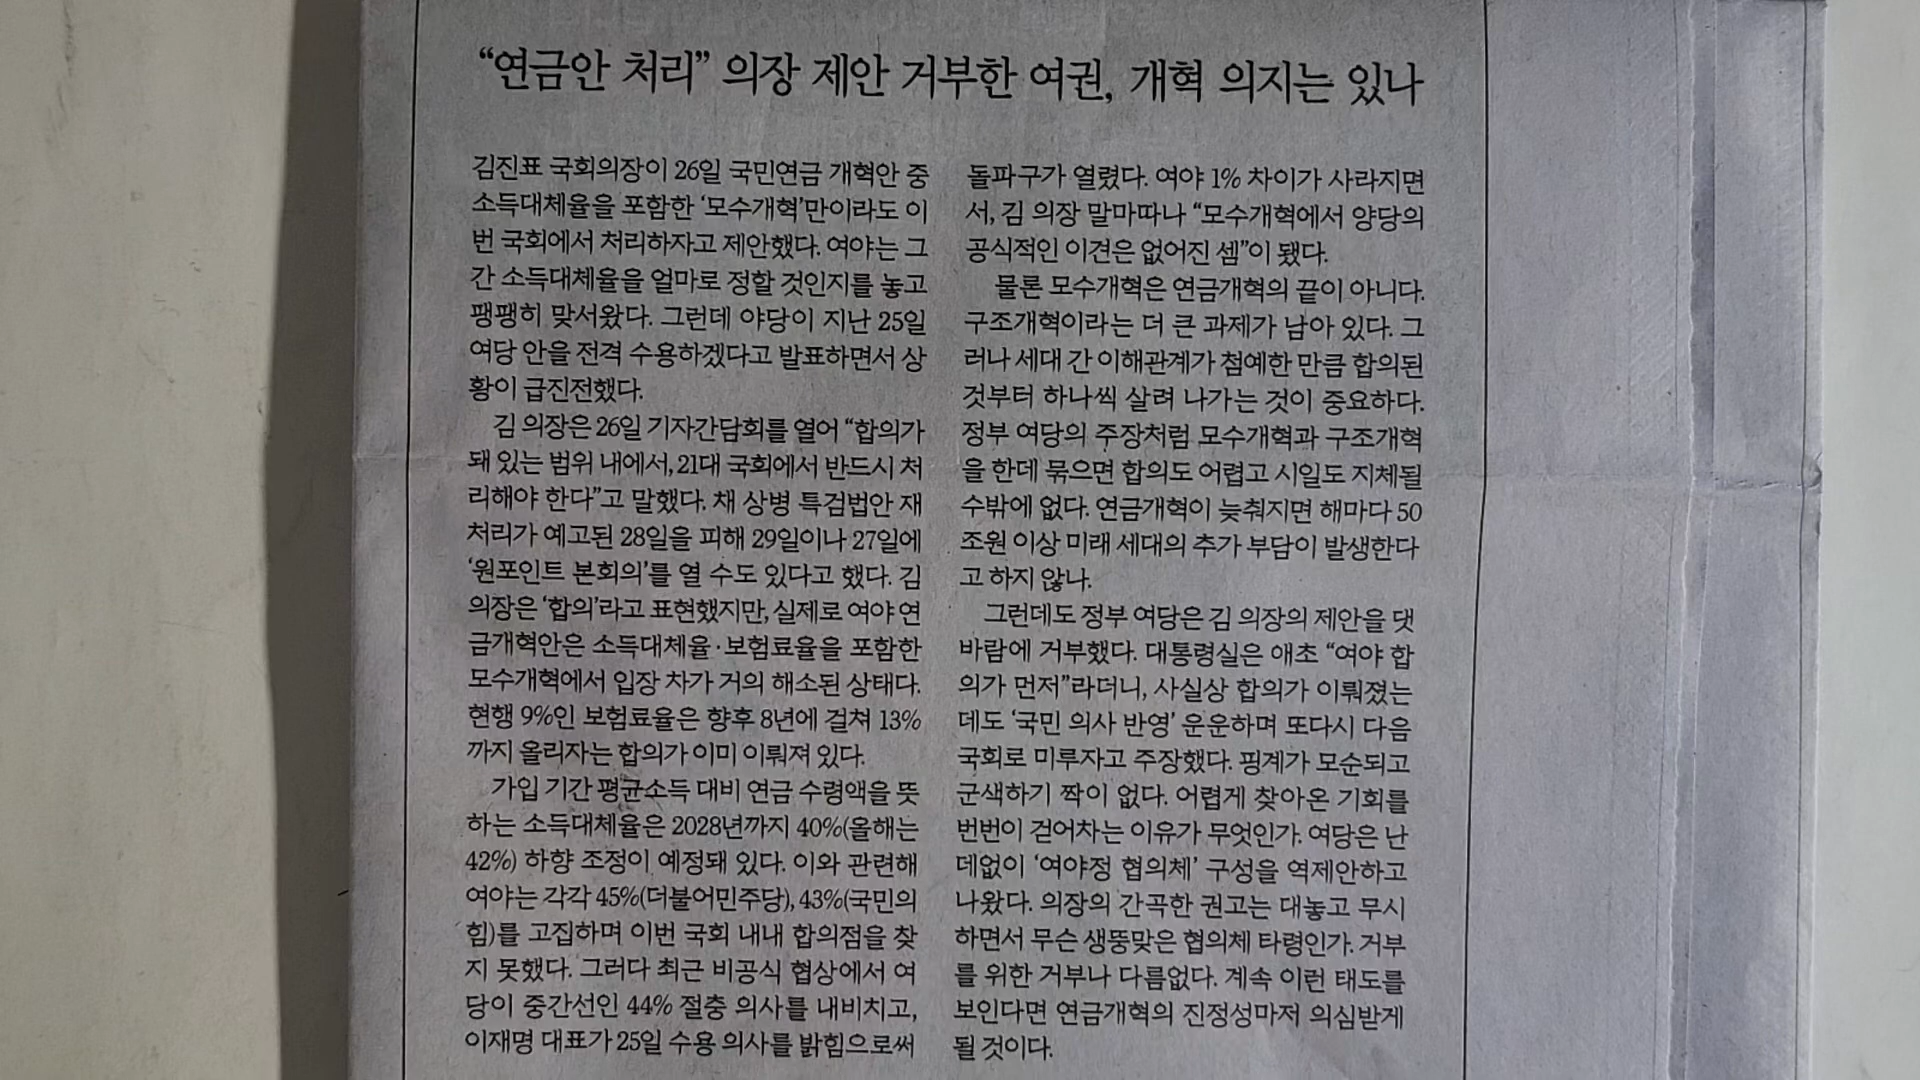 “연금안 처리” 의장 제안 거부한 여권, 개혁 의지는 있나
김진표 국회의장이 26일 국민연금 개혁안 중
소득대체율을 포함한 ‘모수개혁’만이라도 이
번 국회에서 처리하자고 제안했다. 여야는 그
간 소득대체율을 얼마로 정할 것인지를 놓고
팽팽히 맞서왔다. 그런데 야당이 지난 25일
여당 안을 전격 수용하겠다고 발표하면서 상
황이 급진전했다.
김 의장은 26일 기자간담회를 열어 “합의가
돼 있는 범위 내에서, 21대 국회에서 반드시 처
리해야 한다”고 말했다. 채 상병 특검법안 재
처리가 예고된 28일을 피해 29일이나 27일에
‘원포인트 본회의’를 열 수도 있다고 했다. 김
의장은 ‘합의’라고 표현했지만, 실제로 여야 연
금개혁안은 소득대체율·보험료율을 포함한
모수개혁에서 입장 차가 거의 해소된 상태다.
현행 9%인 보험료율은 향후 8년에 걸쳐 13%
까지 올리자는 합의가 이미 이뤄져 있다.
가입 기간 평균소득 대비 연금 수령액을 뜻
하는 소득대체율은 2028년까지 40%(올해는
42%) 하향 조정이 예정돼 있다. 이와 관련해
여야는 각각 45%(더불어민주당), 43%(국민의
힘)를 고집하며 이번 국회 내내 합의점을 찾
지 못했다. 그러다 최근 비공식 협상에서 여
당이 중간선인 44% 절충 의사를 내비치고,
이재명 대표가 25일 수용 의사를 밝힘으로써
돌파구가 열렸다. 여야 1% 차이가 사라지면
서, 김 의장 말마따나 “모수개혁에서 양당의
공식적인 이견은 없어진 셈”이 됐다.
물론 모수개혁은 연금개혁의 끝이 아니다.
구조개혁이라는 더 큰 과제가 남아 있다. 그
러나 세대 간 이해관계가 첨예한 만큼 합의된
것부터 하나씩 살려 나가는 것이 중요하다.
정부 여당의 주장처럼 모수개혁과 구조개혁
을 한데 묶으면 합의도 어렵고 시일도 지체될
수밖에 없다. 연금개혁이 늦춰지면 해마다 50
조원 이상 미래 세대의 추가 부담이 발생한다
고 하지 않나.
그런데도 정부 여당은 김 의장의 제안을 댓
바람에 거부했다. 대통령실은 애초 “여야 합
의가 먼저”라더니, 사실상 합의가 이뤄졌는
데도 ‘국민 의사 반영’ 운운하며 또다시 다음
국회로 미루자고 주장했다. 핑계가 모순되고
군색하기 짝이 없다. 어렵게 찾아온 기회를
번번이 걷어차는 이유가 무엇인가. 여당은 난
데없이 ‘여야정 협의체’ 구성을 역제안하고
나왔다. 의장의 간곡한 권고는 대놓고 무시
하면서 무슨 생뚱맞은 협의체 타령인가. 거부
를 위한 거부나 다름없다. 계속 이런 태도를
보인다면 연금개혁의 진정성마저 의심받게
될 것이다.